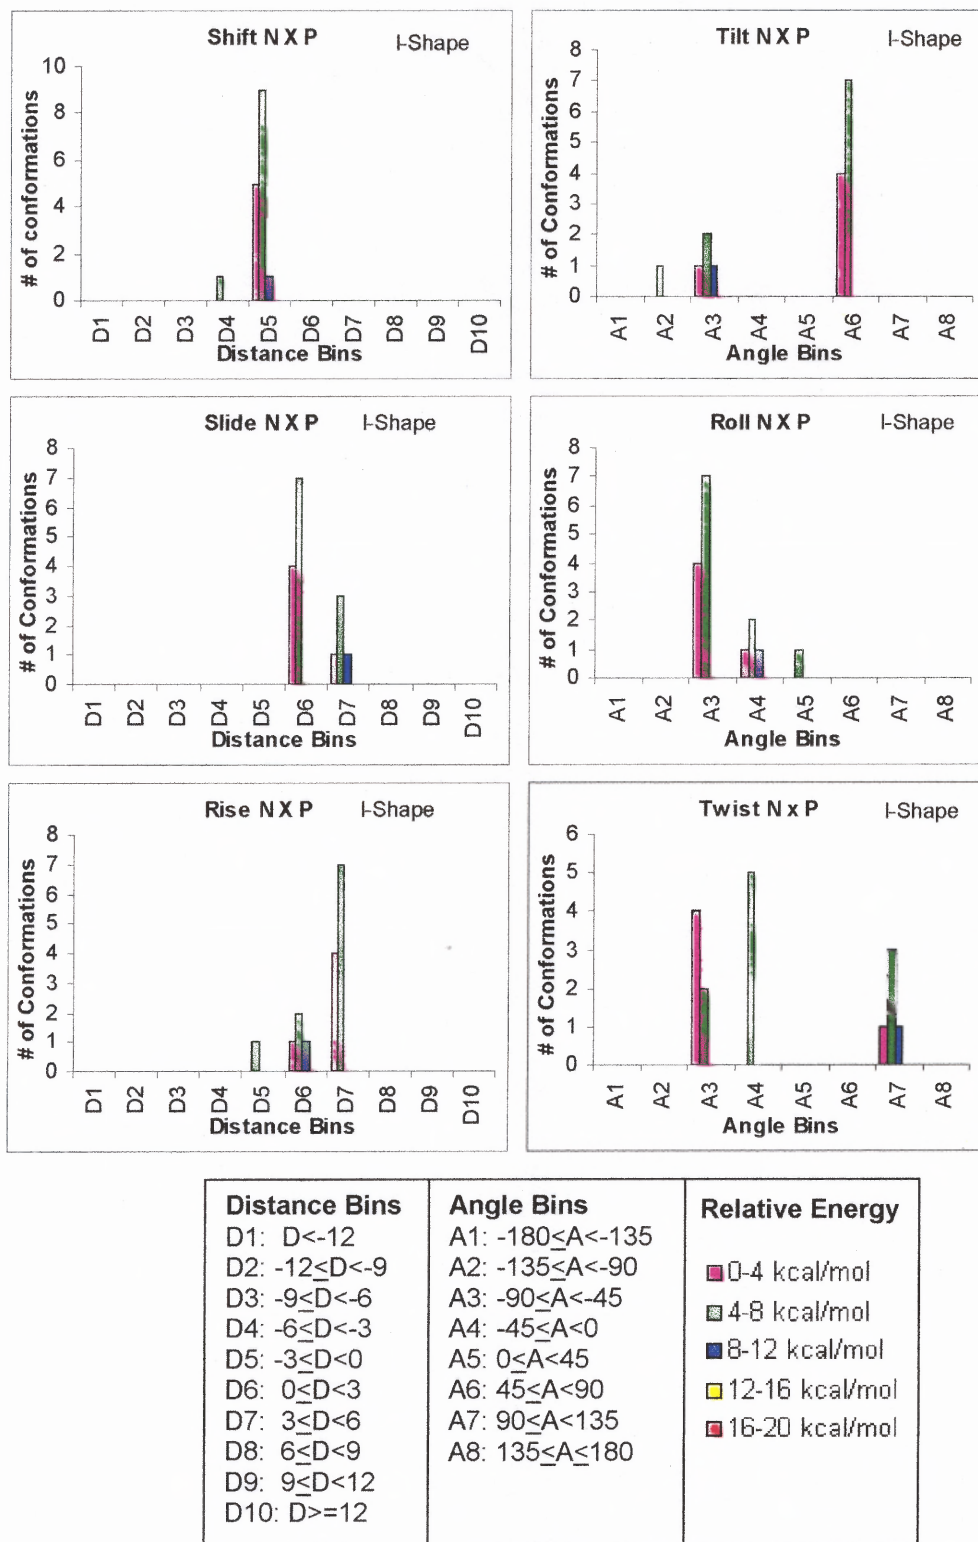 Shift N X P I-Shape
# of conformations
10
8
6
4
2
0
D1 D2 D3 D4 D5 D6 D7 D8 D9 D10
Distance Bins
Tilt N X P I-Shape
# of Conformations
8
7
6
5
4
3
2
1
0
A1 A2 A3 A4 A5 A6 A7 A8
Angle Bins
Slide N X P I-Shape
# of Conformations
8
7
6
5
4
3
2
1
0
D1 D2 D3 D4 D5 D6 D7 D8 D9 D10
Distance Bins
Roll N X P I-Shape
# of Conformations
8
7
6
5
4
3
2
1
0
A1 A2 A3 A4 A5 A6 A7 A8
Angle Bins
Rise N X P I-Shape
# of Conformations
8
7
6
5
4
3
2
1
0
D1 D2 D3 D4 D5 D6 D7 D8 D9 D10
Distance Bins
Twist N x P I-Shape
# of Conformations
6
5
4
3
2
1
0
A1 A2 A3 A4 A5 A6 A7 A8
Angle Bins
Distance Bins
D1: D<-12
D2: -12≤D<-9
D3: -9≤D<-6
D4: -6≤D<-3
D5: -3≤D<0
D6: 0≤D<3
D7: 3≤D<6
D8: 6≤D<9
D9: 9≤D<12
D10: D>=12
Angle Bins
A1: -180≤A<-135
A2: -135≤A<-90
A3: -90≤A<-45
A4: -45≤A<0
A5: 0≤A<45
A6: 45≤A<90
A7: 90≤A<135
A8: 135≤A≤180
Relative Energy
0-4 kcal/mol
4-8 kcal/mol
8-12 kcal/mol
12-16 kcal/mol
16-20 kcal/mol